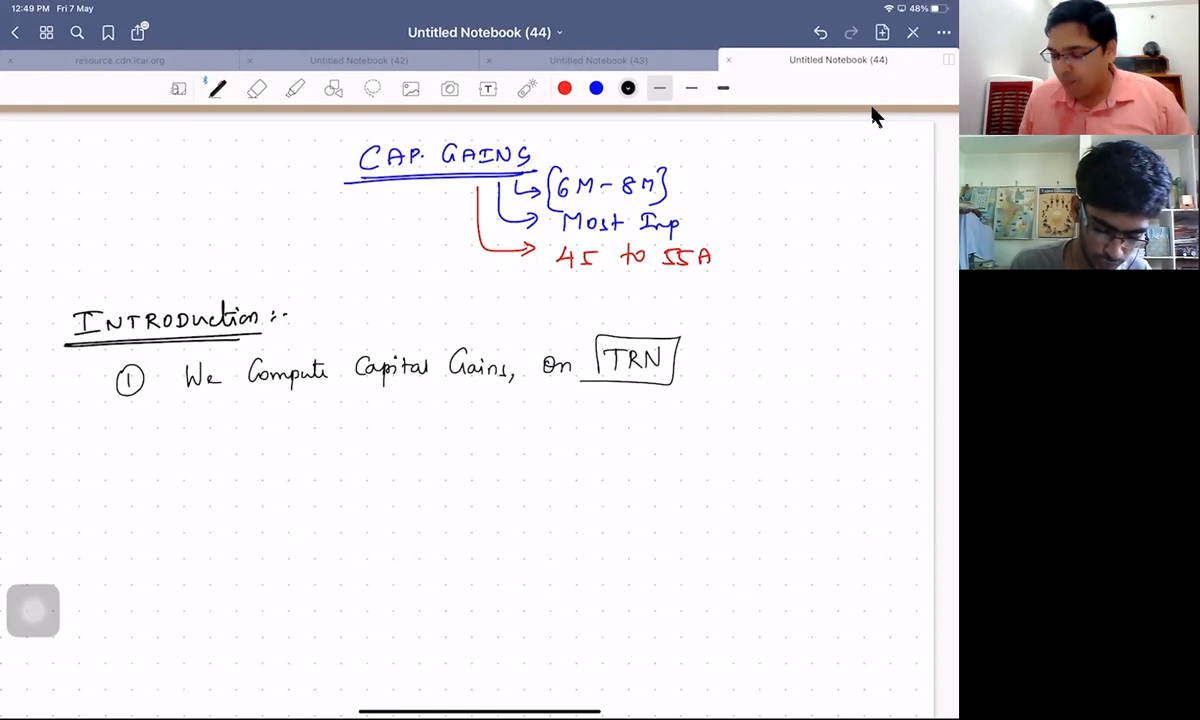 12:49 PM Fri 7 May
48%
Untitled Notebook (44)
resource.cdn.icai.org
Untitled Notebook (42)
Untitled Notebook (43)
Untitled Notebook (44)
CAP. GAINS
[6M - 8M]
Most Imp
45 to 55A
INTRODUction :-
① We Compute Capital Gains, on TRN